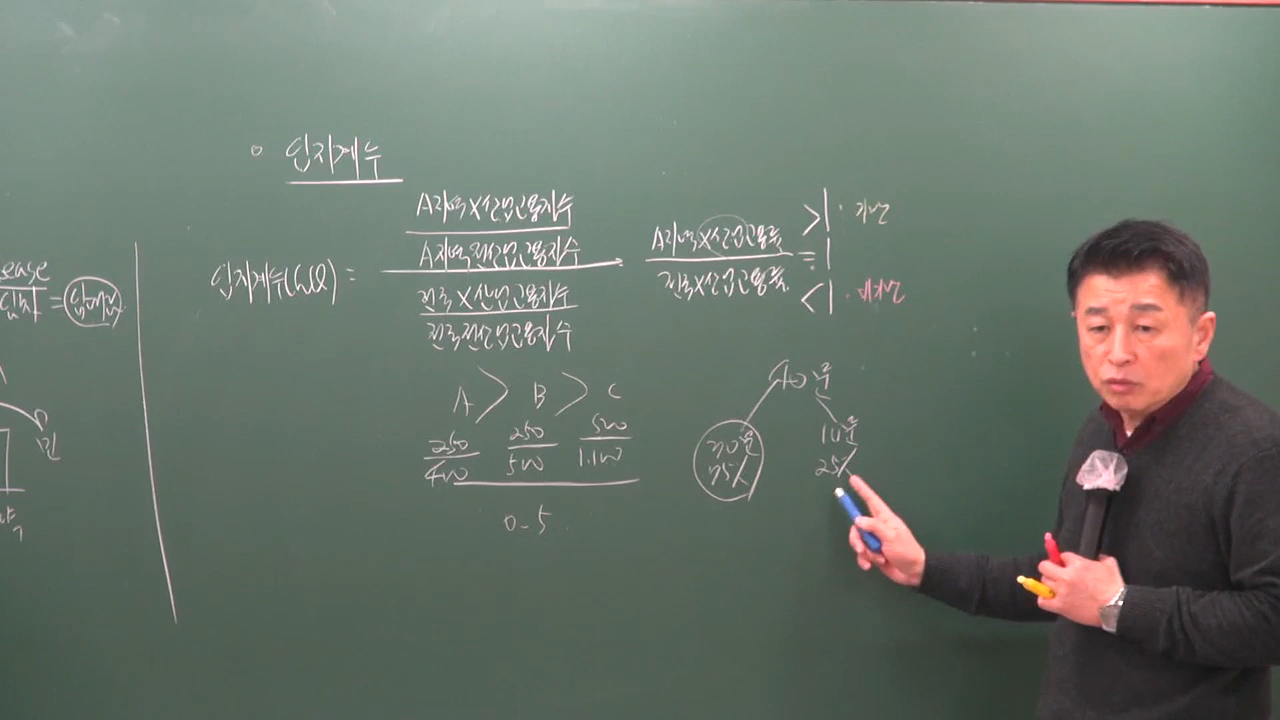 ease
입지계수
A지역X산업고용자수
A지역전산업고용자수
입지계수(LQ) =
전국X산업고용자수
전국전산업고용자수
A지역X산업고용률
전국X산업고용률
>1. 기반
= 1
<1. 비기반
A > B > C
250
400
250
500
500
1.100
0.5
40문
30문
75%
10문
25%